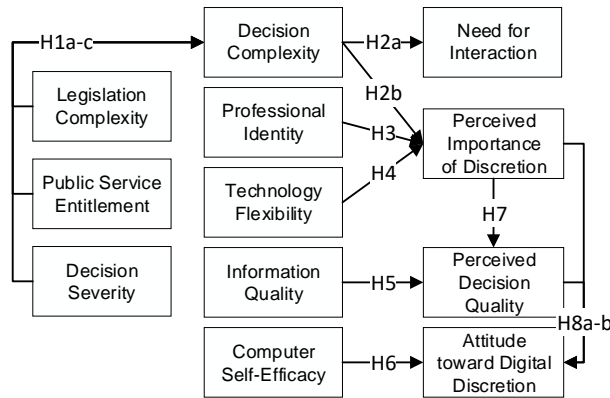 H1a-c
Decision
Complexity
H2a
Need for
Interaction
H2b
Legislation
Complexity
Professional
Identity
H3
Perceived
Importance
of Discretion
H4
Public Service
Entitlement
Technology
Flexibility
H7
Decision
Severity
Information
Quality
H5
Perceived
Decision
Quality
H8a-b
Computer
Self-Efficacy
H6
Attitude
toward Digital
Discretion